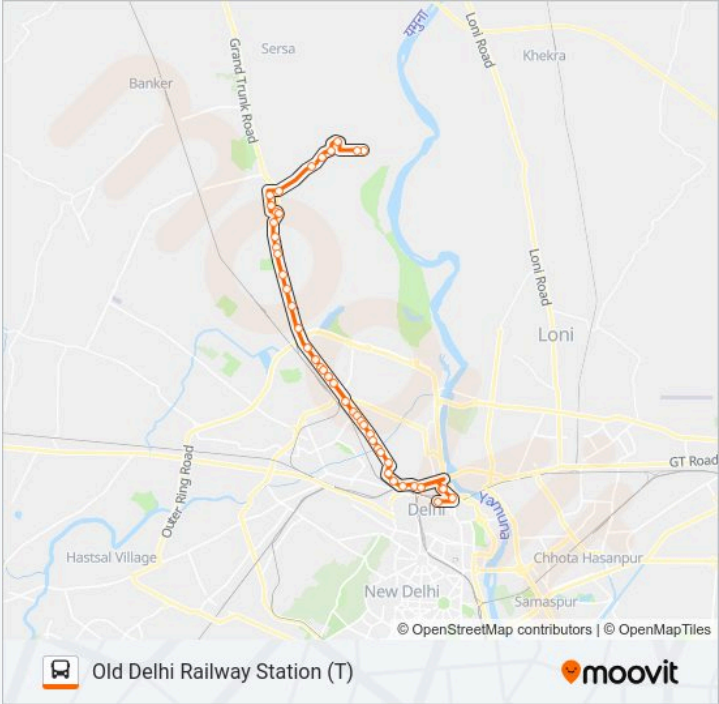 यमुना
Loni Road
Grand Trunk Road
Sersa
Khekra
Banker
Loni Road
Loni
Outer Ring Road
GT Road
Delhi
Yamuna
Hastsal Village
Chhota Hasanpur
New Delhi
Samaspur
© OpenStreetMap contributors | © OpenMapTiles
Old Delhi Railway Station (T)
moovit